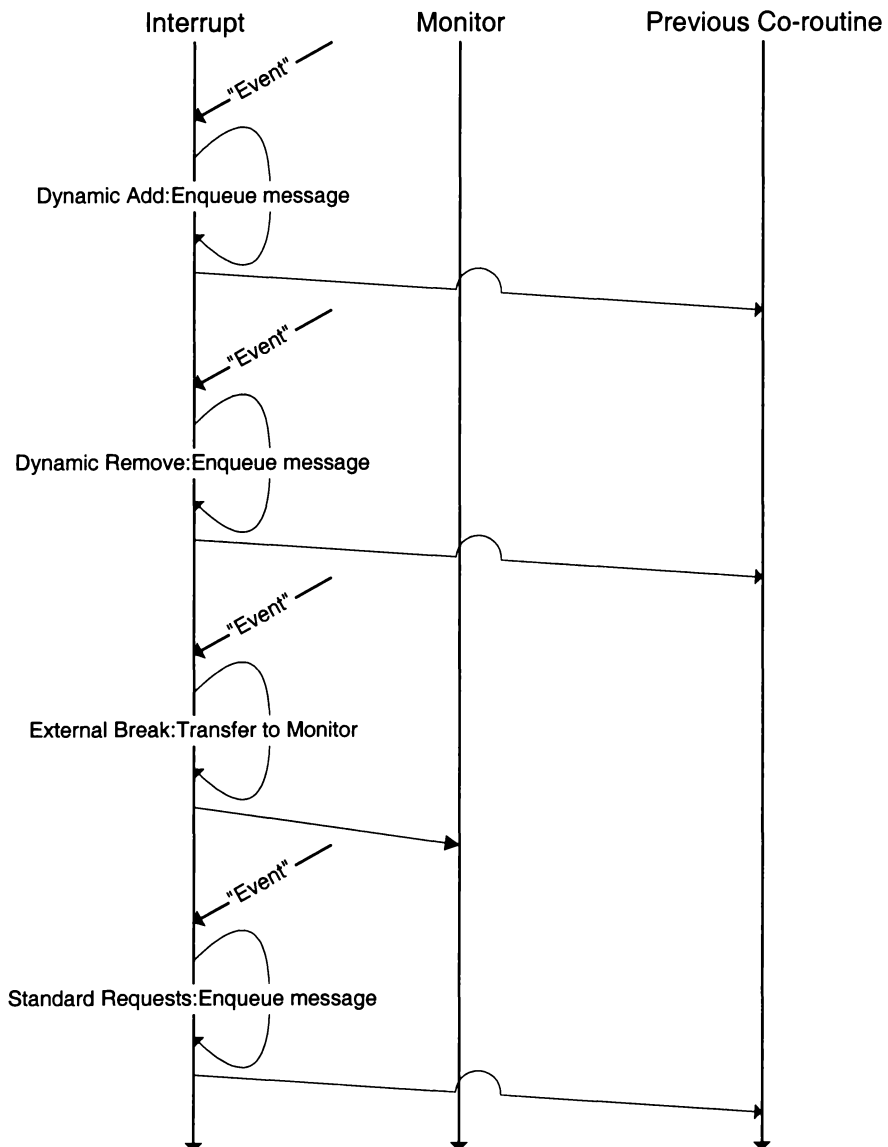 Interrupt Monitor Previous Co-routine
"Event"
Dynamic Add:Enqueue message
"Event"
Dynamic Remove:Enqueue message
"Event"
External Break:Transfer to Monitor
"Event"
Standard Requests:Enqueue message